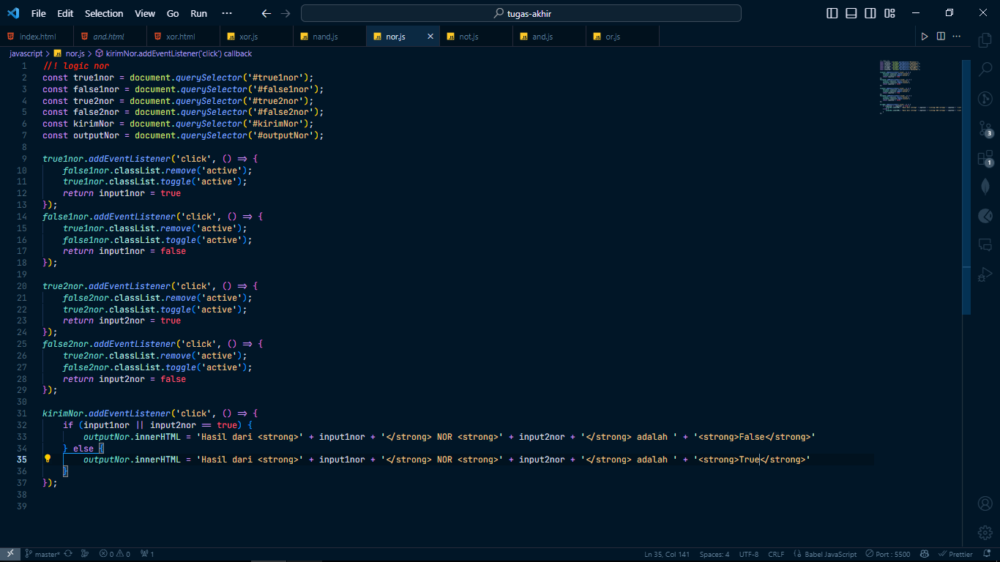 File Edit Selection View Go Run ··· tugas-akhir
index.html and.html xor.html xor.js nand.js nor.js not.js and.js or.js
javascript > nor.js > kirimNor.addEventListener('click') callback
1 //! logic nor
2 const true1nor = document.querySelector('#true1nor');
3 const false1nor = document.querySelector('#false1nor');
4 const true2nor = document.querySelector('#true2nor');
5 const false2nor = document.querySelector('#false2nor');
6 const kirimNor = document.querySelector('#kirimNor');
7 const outputNor = document.querySelector('#outputNor');
8
9 true1nor.addEventListener('click', () => {
10 false1nor.classList.remove('active');
11 true1nor.classList.toggle('active');
12 return input1nor = true
13 });
14 false1nor.addEventListener('click', () => {
15 true1nor.classList.remove('active');
16 false1nor.classList.toggle('active');
17 return input1nor = false
18 });
19
20 true2nor.addEventListener('click', () => {
21 false2nor.classList.remove('active');
22 true2nor.classList.toggle('active');
23 return input2nor = true
24 });
25 false2nor.addEventListener('click', () => {
26 true2nor.classList.remove('active');
27 false2nor.classList.toggle('active');
28 return input2nor = false
29 });
30
31 kirimNor.addEventListener('click', () => {
32 if (input1nor || input2nor == true) {
33 outputNor.innerHTML = 'Hasil dari <strong>' + input1nor + '</strong> NOR <strong>' + input2nor + '</strong> adalah ' + '<strong>False</strong>'
34 } else {
35 outputNor.innerHTML = 'Hasil dari <strong>' + input1nor + '</strong> NOR <strong>' + input2nor + '</strong> adalah ' + '<strong>True</strong>'
36 }
37 });
38
39
3
1
master* 0 0 1 Ln 35, Col 141 Spaces: 4 UTF-8 CRLF Babel JavaScript Port : 5500 Prettier